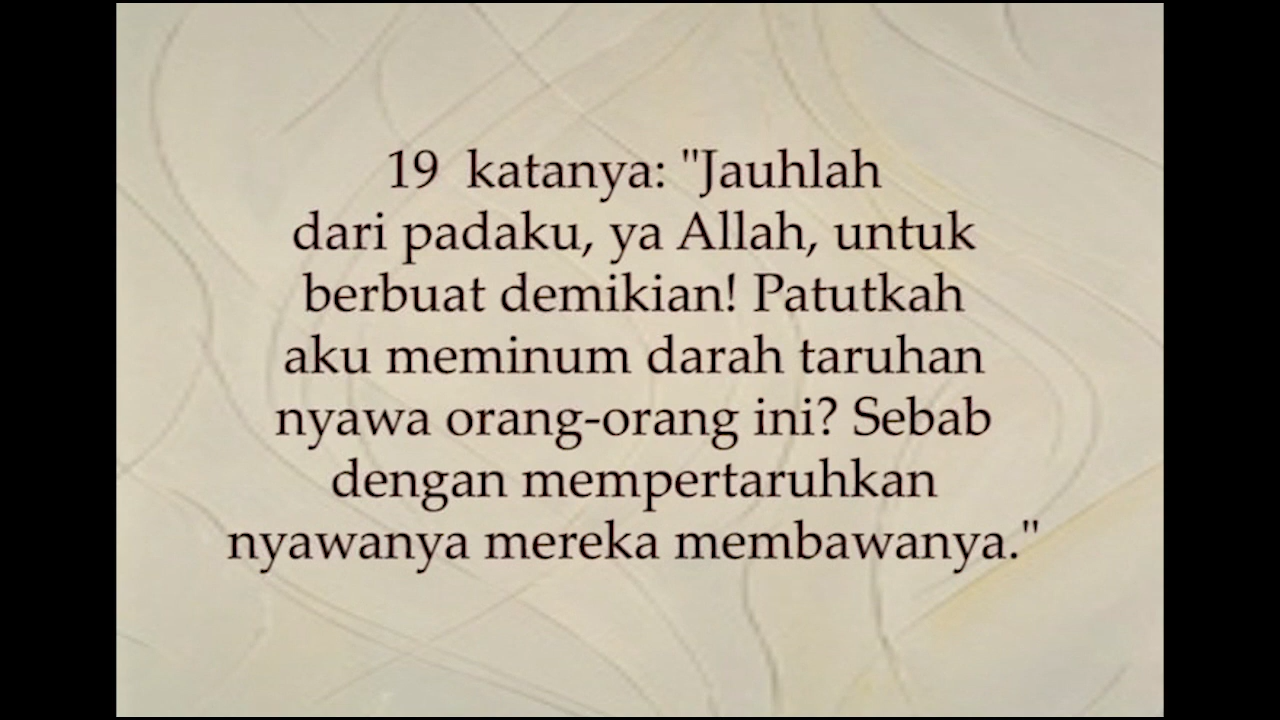 19  katanya: "Jauhlah
dari padaku, ya Allah, untuk
berbuat demikian! Patutkah
aku meminum darah taruhan
nyawa orang-orang ini? Sebab
dengan mempertaruhkan
nyawanya mereka membawanya."